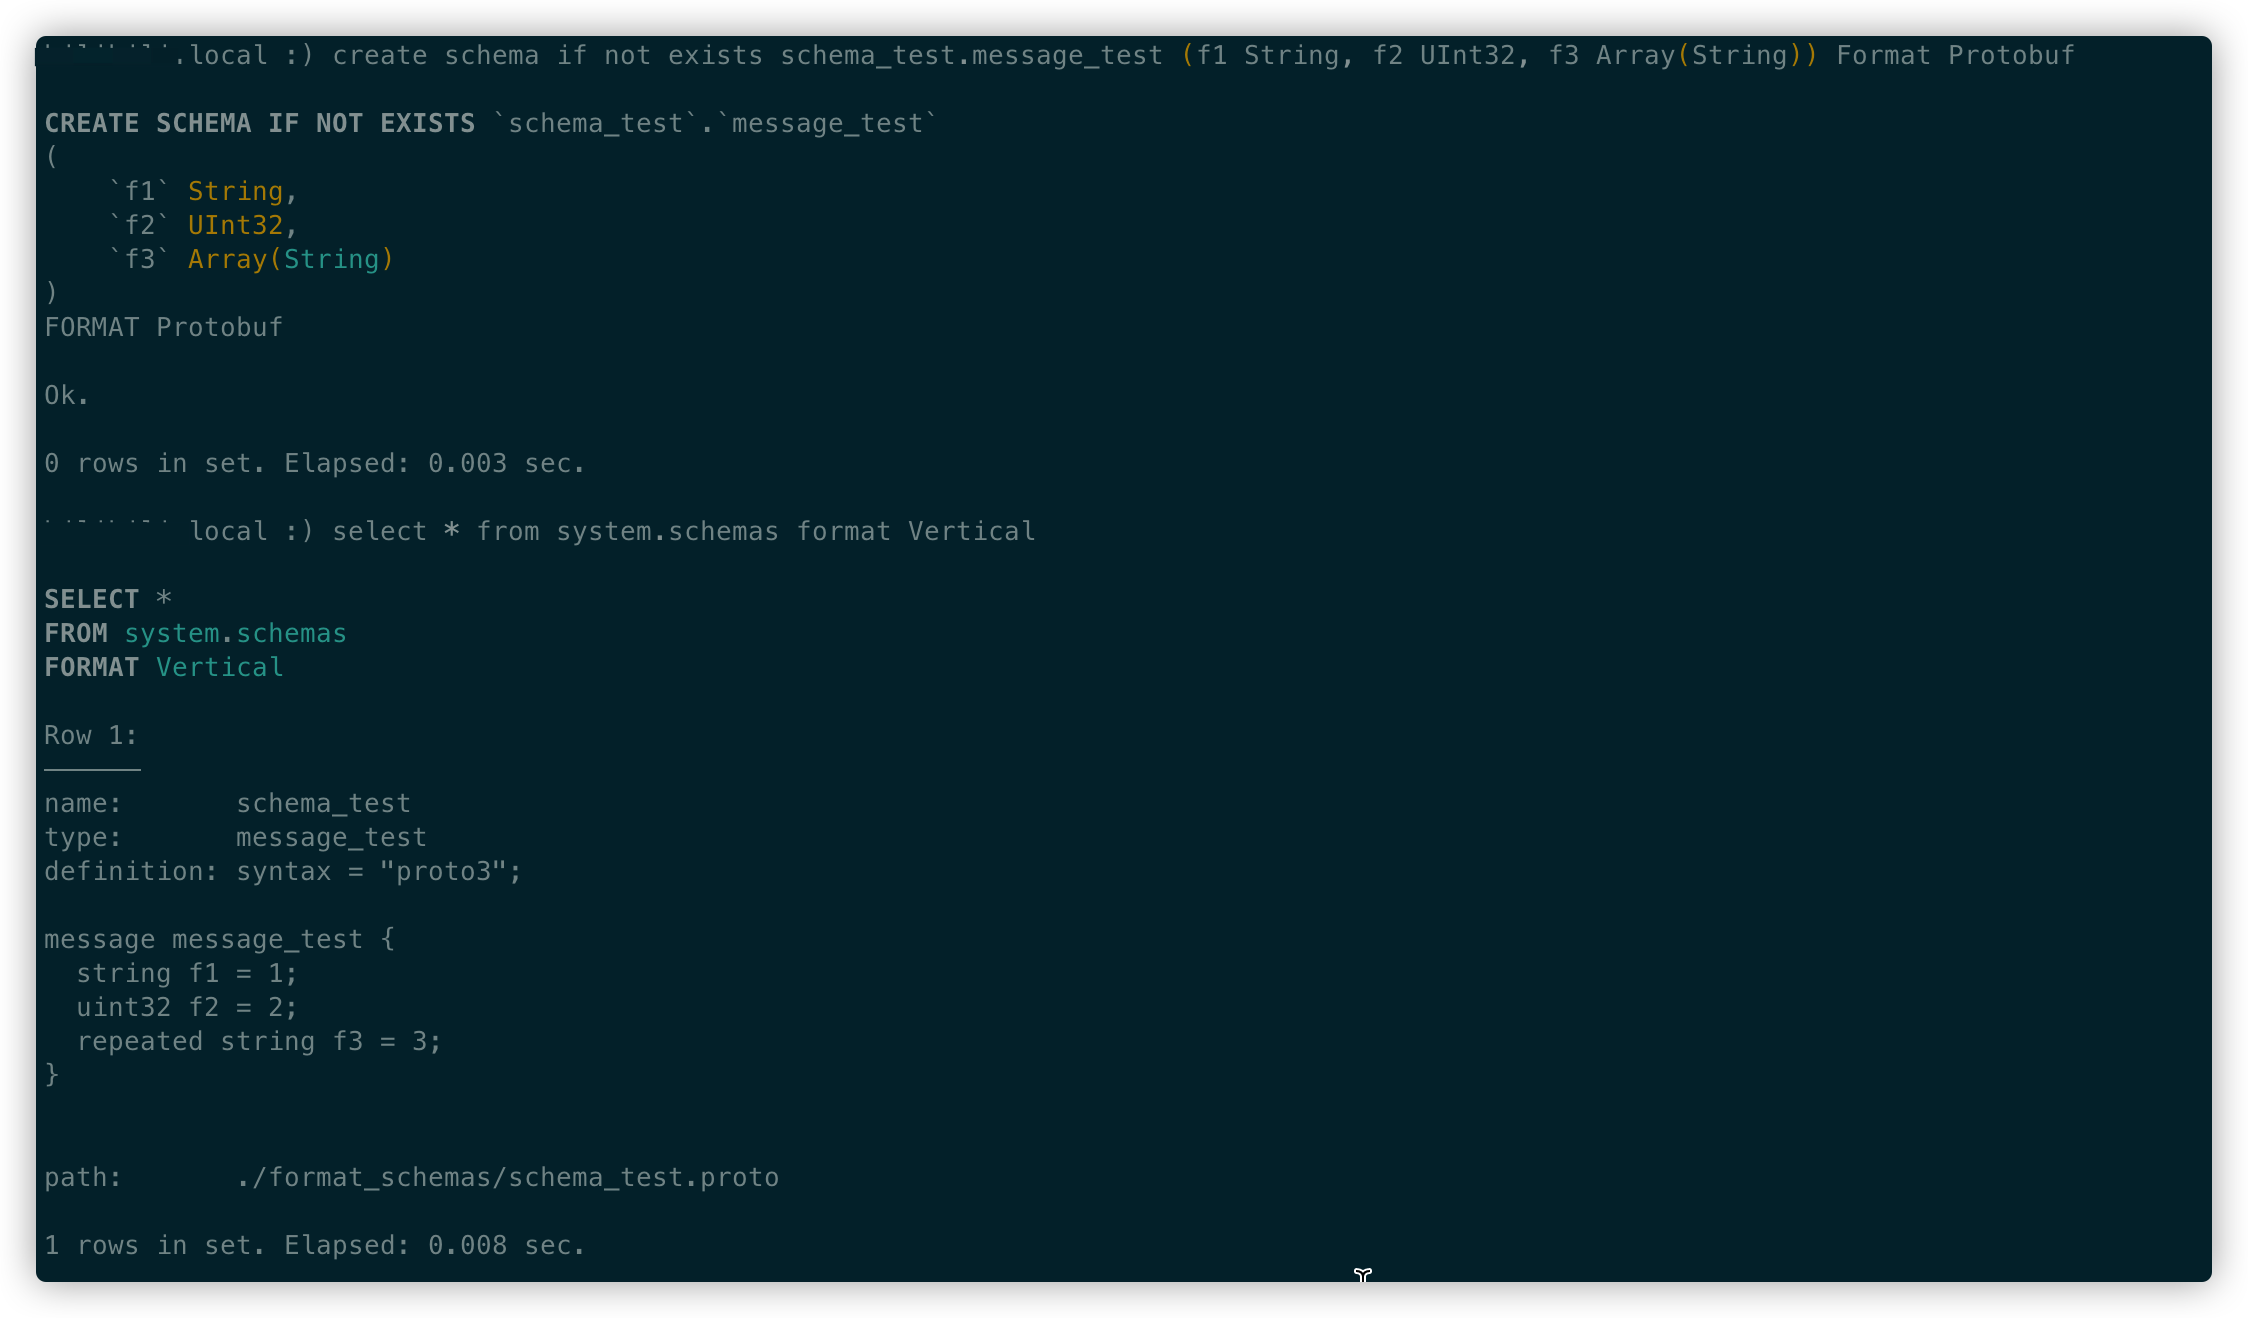 .local :) create schema if not exists schema_test.message_test (f1 String, f2 UInt32, f3 Array(String)) Format Protobuf
CREATE SCHEMA IF NOT EXISTS `schema_test`.`message_test`
(
`f1` String,
`f2` UInt32,
`f3` Array(String)
)
FORMAT Protobuf
Ok.
0 rows in set. Elapsed: 0.003 sec.
local :) select * from system.schemas format Vertical
SELECT *
FROM system.schemas
FORMAT Vertical
Row 1:
name: schema_test
type: message_test
definition: syntax = "proto3";
message message_test {
string f1 = 1;
uint32 f2 = 2;
repeated string f3 = 3;
}
path: ./format_schemas/schema_test.proto
1 rows in set. Elapsed: 0.008 sec.